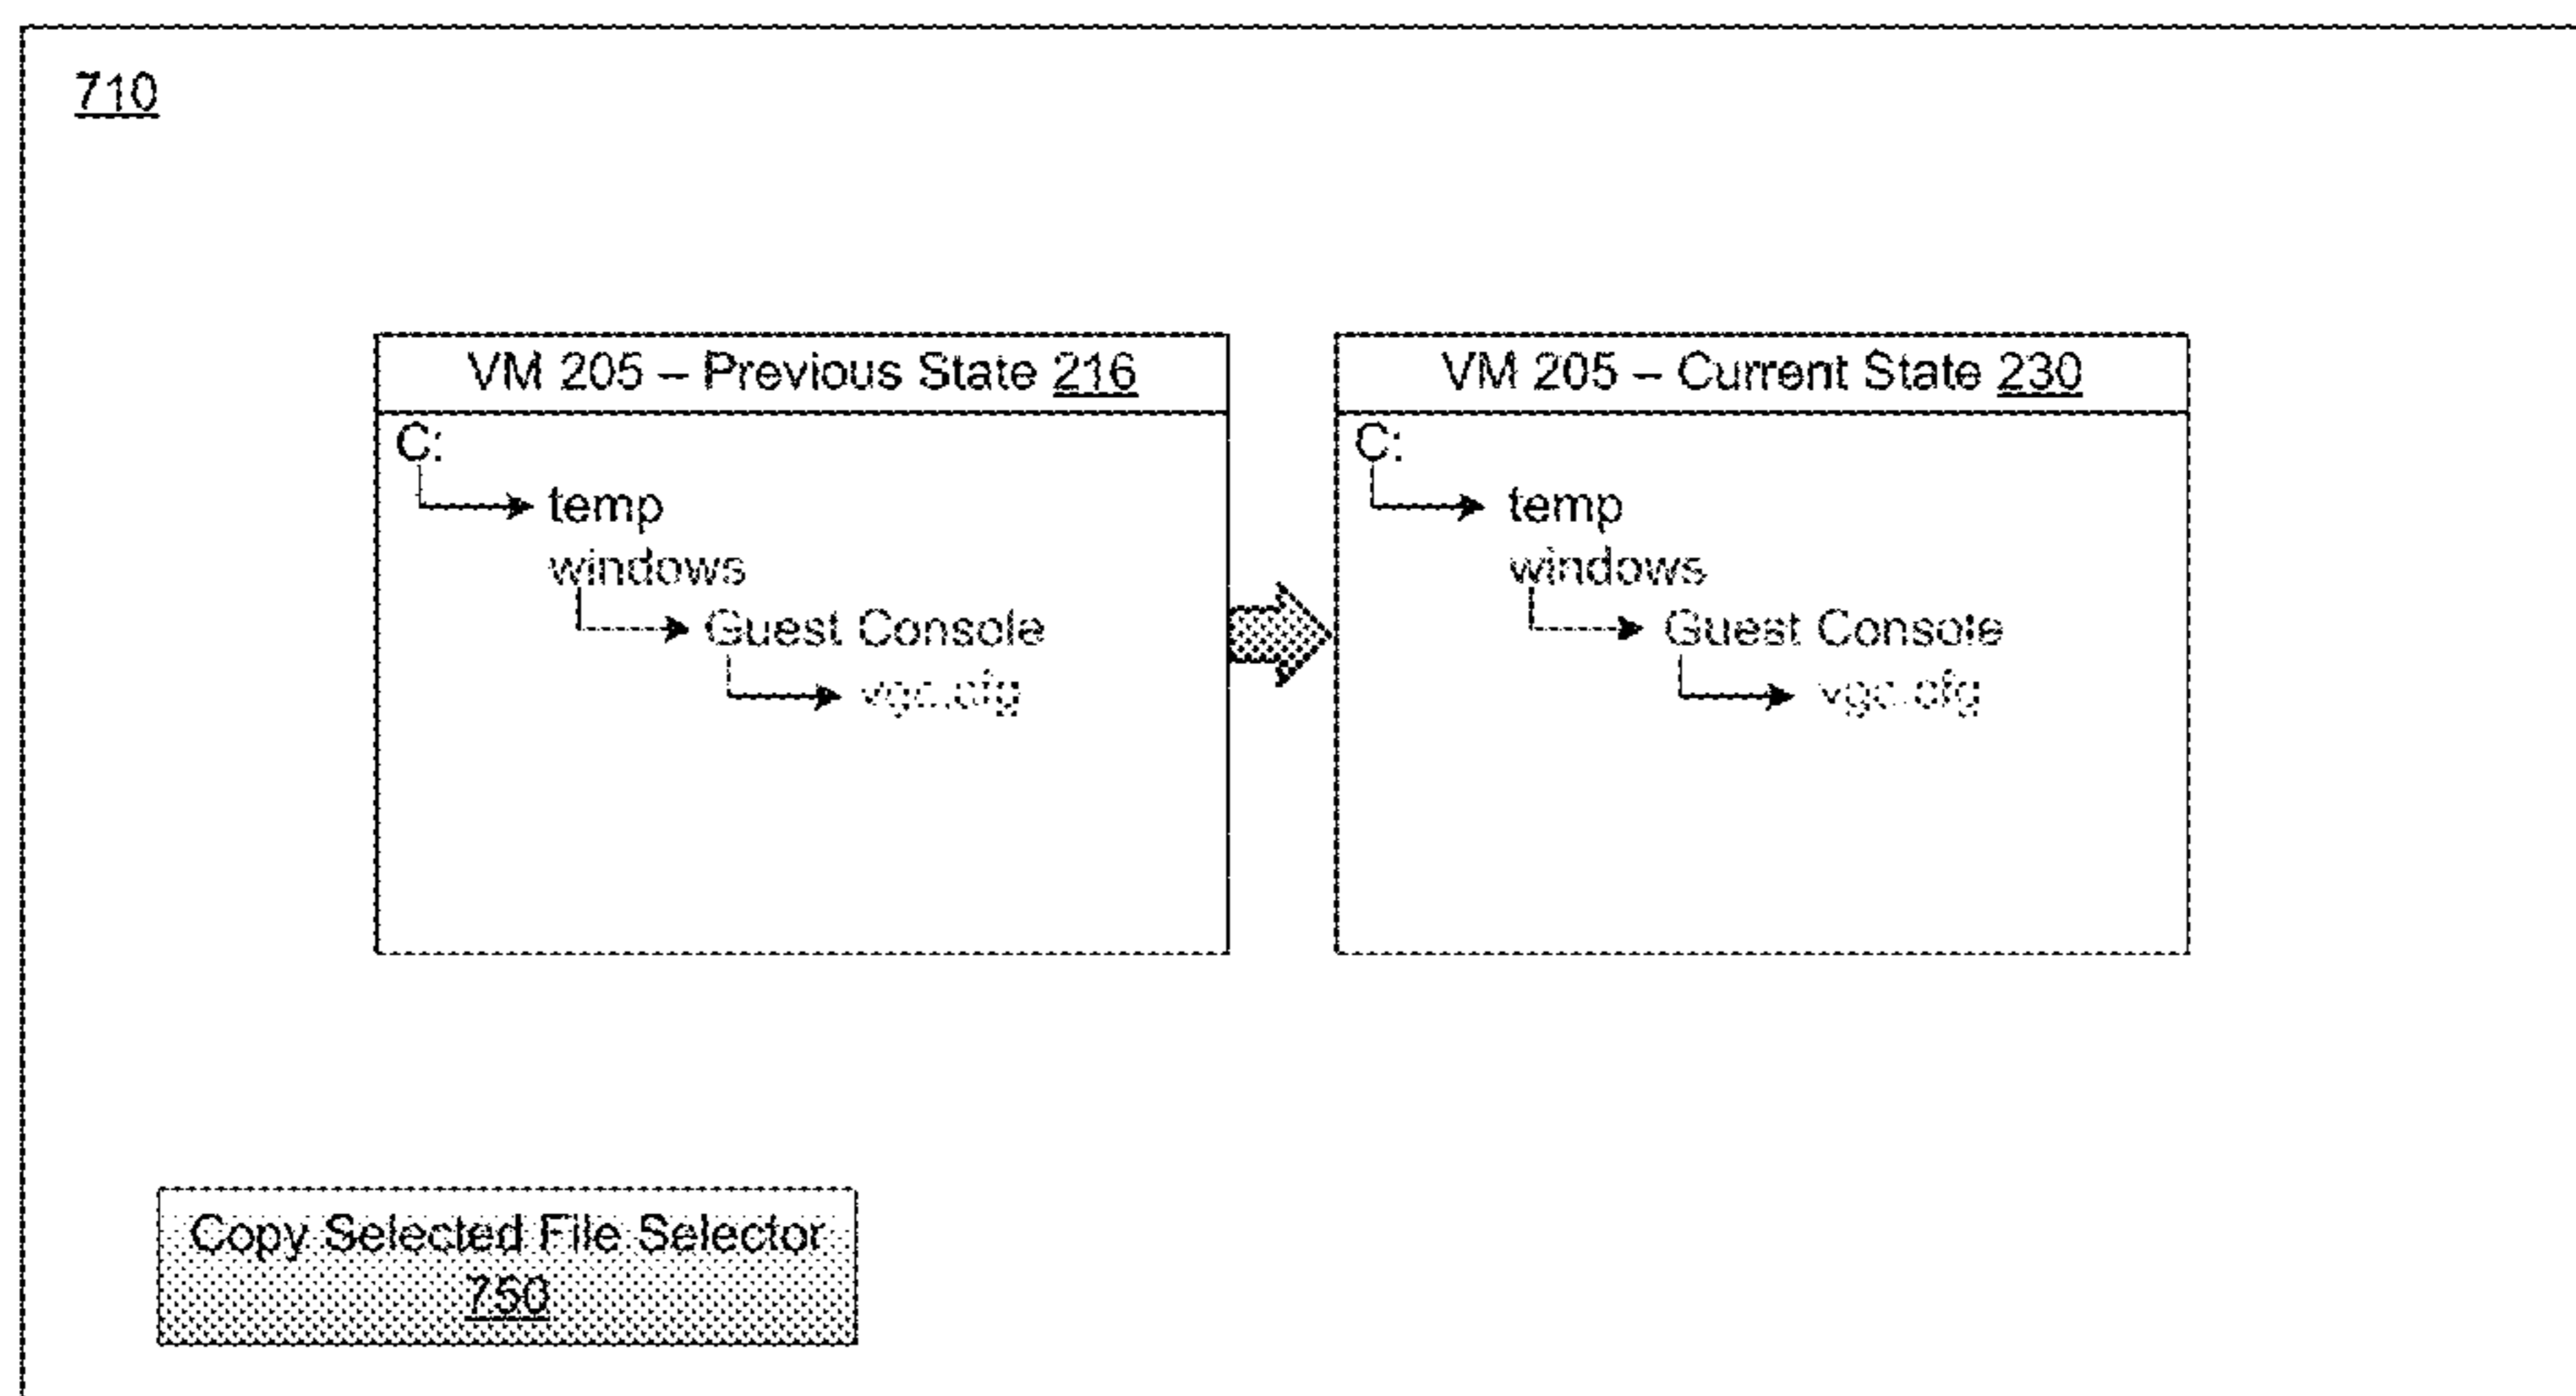 710
VM 205 – Previous State 216
C:
temp
windows
Guest Console
vgc.cfg
VM 205 – Current State 230
C:
temp
windows
Guest Console
vgc.cfg
Copy Selected File Selector
750